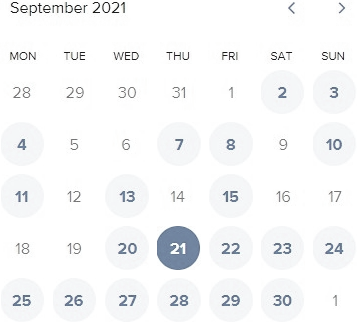 September 2021
MON TUE WED THU FRI SAT SUN
28 29 30 31 1 2 3
4 5 6 7 8 9 10
11 12 13 14 15 16 17
18 19 20 21 22 23 24
25 26 27 28 29 30 1